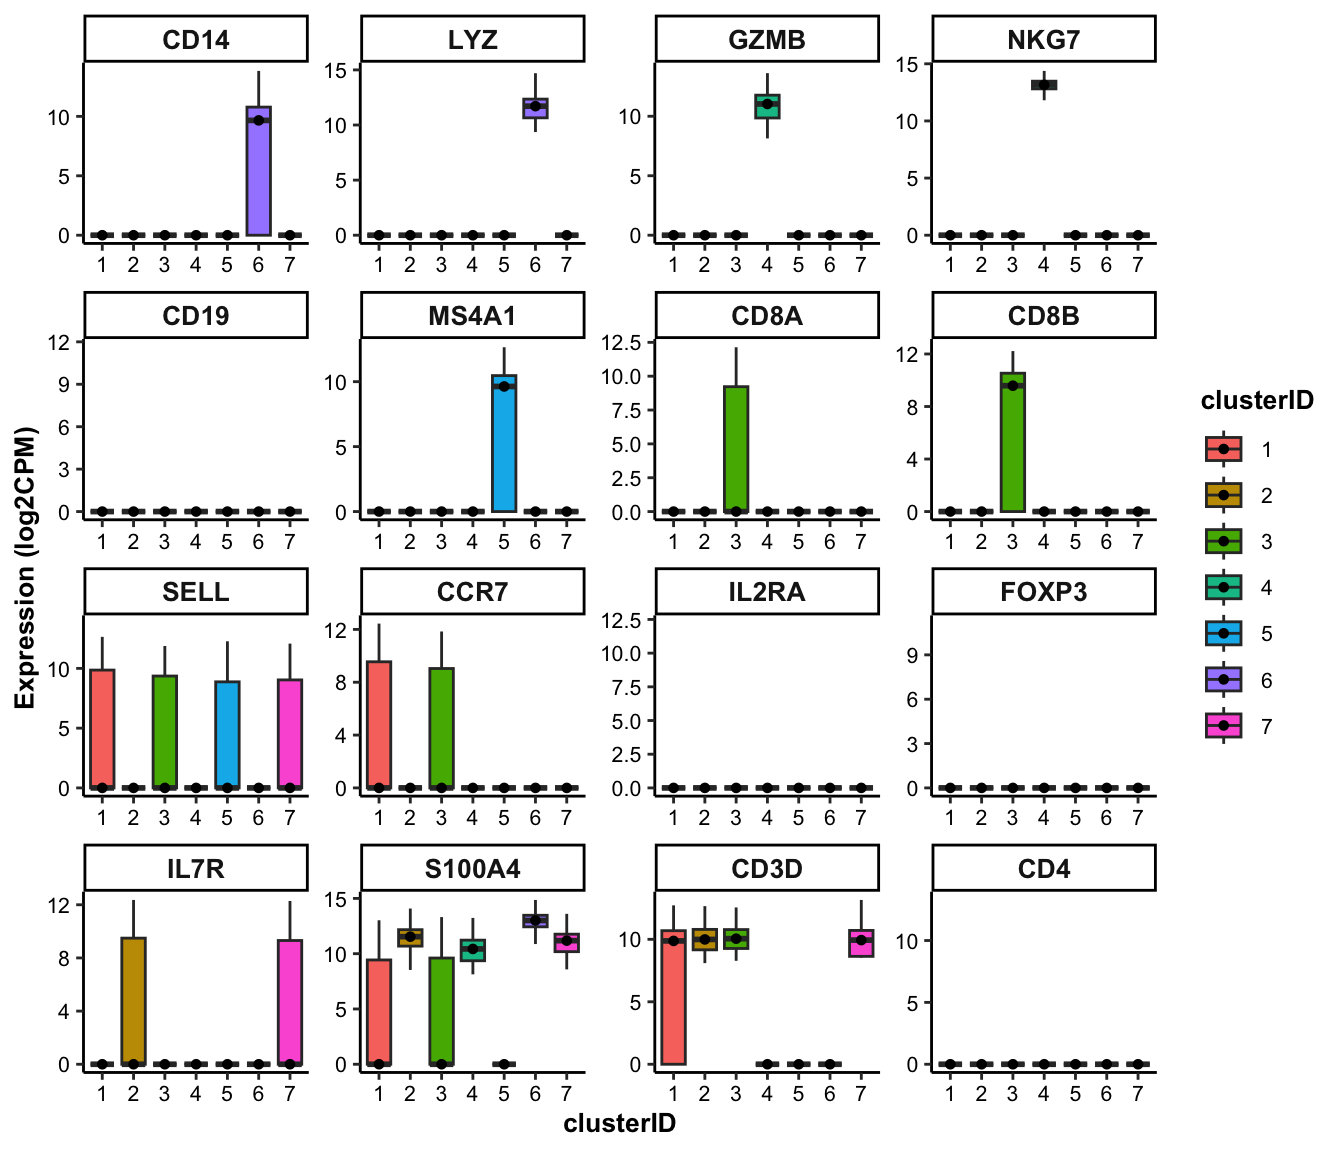 CD14 LYZ GZMB NKG7
15 15
10 10 10 10
5 5 5 5
0 0 0 0
1 2 3 4 5 6 7 1 2 3 4 5 6 7 1 2 3 4 5 6 7 1 2 3 4 5 6 7
CD19 MS4A1 CD8A CD8B
12 10 12.5 12
9 5 10.0 8
6 0 7.5 4
3 5.0 0
0 2.5
0.0
1 2 3 4 5 6 7 1 2 3 4 5 6 7 1 2 3 4 5 6 7 1 2 3 4 5 6 7
Expression (log2CPM)
SELL CCR7 IL2RA FOXP3
10 12 12.5 9
5 8 10.0 6
0 4 7.5 3
0 5.0 0
2.5
0.0
1 2 3 4 5 6 7 1 2 3 4 5 6 7 1 2 3 4 5 6 7 1 2 3 4 5 6 7
IL7R S100A4 CD3D CD4
12 15 10 10
8 10 5 5
4 5 0 0
0 0
1 2 3 4 5 6 7 1 2 3 4 5 6 7 1 2 3 4 5 6 7 1 2 3 4 5 6 7
clusterID
clusterID
1
2
3
4
5
6
7